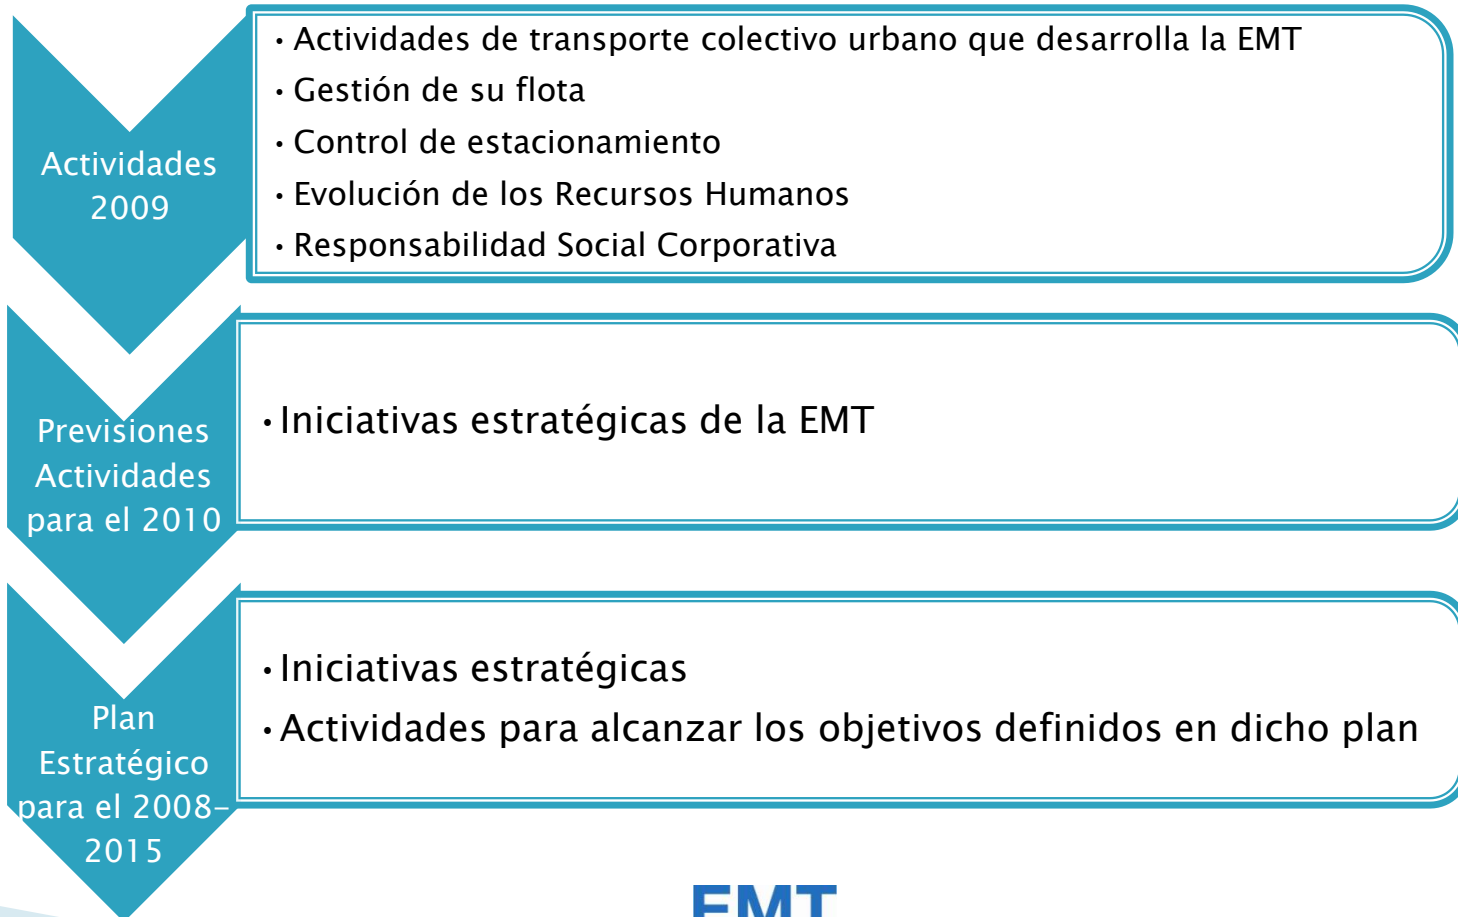 Actividades
2009
• Actividades de transporte colectivo urbano que desarrolla la EMT
• Gestión de su flota
• Control de estacionamiento
• Evolución de los Recursos Humanos
• Responsabilidad Social Corporativa
Previsiones
Actividades
para el 2010
• Iniciativas estratégicas de la EMT
Plan
Estratégico
para el 2008-
2015
• Iniciativas estratégicas
• Actividades para alcanzar los objetivos definidos en dicho plan
EMT